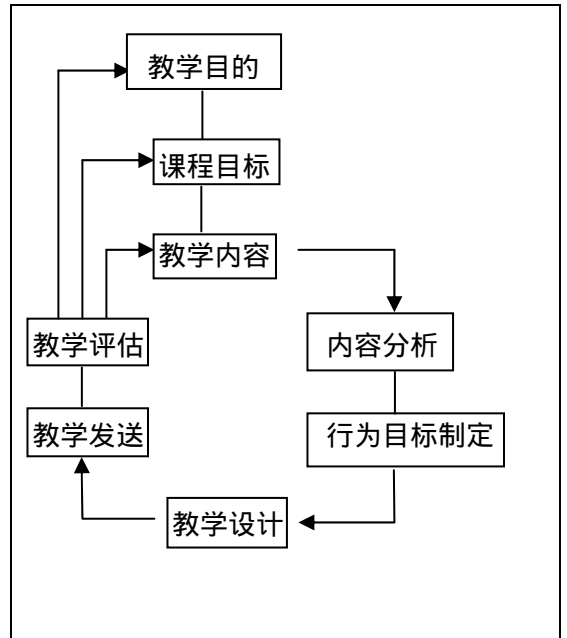 教学目的
课程目标
教学内容
教学评估
内容分析
教学发送
行为目标制定
教学设计